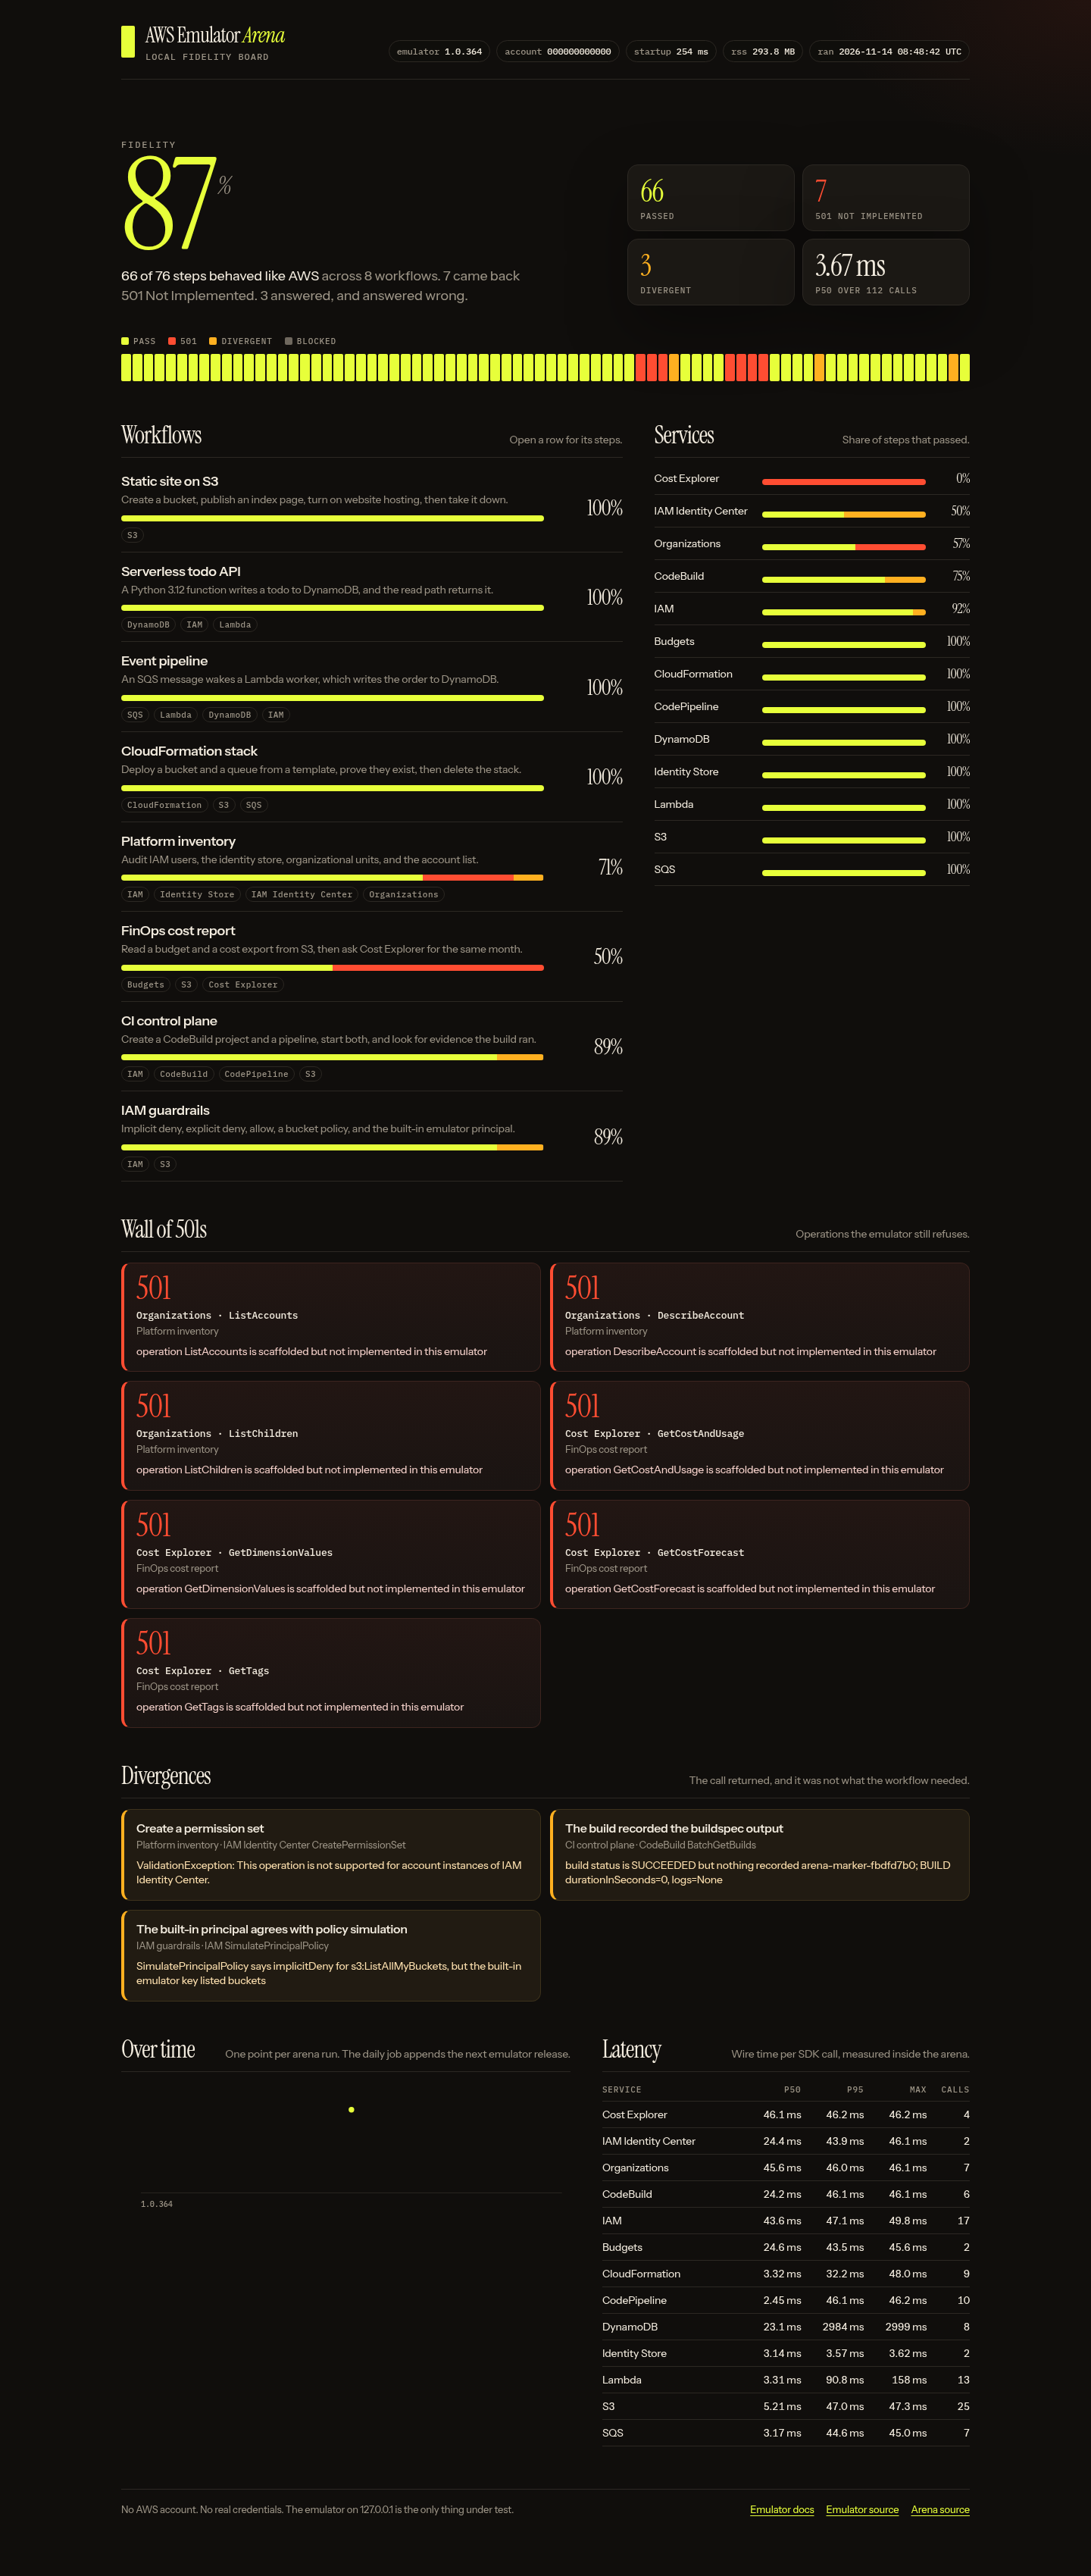 AWS Emulator Arena
LOCAL FIDELITY BOARD
emulator 1.0.364
account 000000000000
startup 254 ms
rss 293.8 MB
ran 2026-11-14 08:48:42 UTC
FIDELITY
87%
66 of 76 steps behaved like AWS across 8 workflows. 7 came back
501 Not Implemented. 3 answered, and answered wrong.
66
PASSED
7
501 NOT IMPLEMENTED
3
DIVERGENT
3.67 ms
P50 OVER 112 CALLS
PASS 501 DIVERGENT BLOCKED
Workflows
Open a row for its steps.
Static site on S3
Create a bucket, publish an index page, turn on website hosting, then take it down.
100%
S3
Serverless todo API
A Python 3.12 function writes a todo to DynamoDB, and the read path returns it.
100%
DynamoDB IAM Lambda
Event pipeline
An SQS message wakes a Lambda worker, which writes the order to DynamoDB.
100%
SQS Lambda DynamoDB IAM
CloudFormation stack
Deploy a bucket and a queue from a template, prove they exist, then delete the stack.
100%
CloudFormation S3 SQS
Platform inventory
Audit IAM users, the identity store, organizational units, and the account list.
71%
IAM Identity Store IAM Identity Center Organizations
FinOps cost report
Read a budget and a cost export from S3, then ask Cost Explorer for the same month.
50%
Budgets S3 Cost Explorer
CI control plane
Create a CodeBuild project and a pipeline, start both, and look for evidence the build ran.
89%
IAM CodeBuild CodePipeline S3
IAM guardrails
Implicit deny, explicit deny, allow, a bucket policy, and the built-in emulator principal.
89%
IAM S3
Services
Share of steps that passed.
Cost Explorer 0%
IAM Identity Center 50%
Organizations 57%
CodeBuild 75%
IAM 92%
Budgets 100%
CloudFormation 100%
CodePipeline 100%
DynamoDB 100%
Identity Store 100%
Lambda 100%
S3 100%
SQS 100%
Wall of 501s
Operations the emulator still refuses.
501
Organizations · ListAccounts
Platform inventory
operation ListAccounts is scaffolded but not implemented in this emulator
501
Organizations · DescribeAccount
Platform inventory
operation DescribeAccount is scaffolded but not implemented in this emulator
501
Organizations · ListChildren
Platform inventory
operation ListChildren is scaffolded but not implemented in this emulator
501
Cost Explorer · GetCostAndUsage
FinOps cost report
operation GetCostAndUsage is scaffolded but not implemented in this emulator
501
Cost Explorer · GetDimensionValues
FinOps cost report
operation GetDimensionValues is scaffolded but not implemented in this emulator
501
Cost Explorer · GetCostForecast
FinOps cost report
operation GetCostForecast is scaffolded but not implemented in this emulator
501
Cost Explorer · GetTags
FinOps cost report
operation GetTags is scaffolded but not implemented in this emulator
Divergences
The call returned, and it was not what the workflow needed.
Create a permission set
Platform inventory · IAM Identity Center CreatePermissionSet
ValidationException: This operation is not supported for account instances of IAM
Identity Center.
The build recorded the buildspec output
CI control plane · CodeBuild BatchGetBuilds
build status is SUCCEEDED but nothing recorded arena-marker-fbdfd7b0; BUILD
durationInSeconds=0, logs=None
The built-in principal agrees with policy simulation
IAM guardrails · IAM SimulatePrincipalPolicy
SimulatePrincipalPolicy says implicitDeny for s3:ListAllMyBuckets, but the built-in
emulator key listed buckets
Over time
One point per arena run. The daily job appends the next emulator release.
1.0.364
Latency
Wire time per SDK call, measured inside the arena.
SERVICE P50 P95 MAX CALLS
Cost Explorer 46.1 ms 46.2 ms 46.2 ms 4
IAM Identity Center 24.4 ms 43.9 ms 46.1 ms 2
Organizations 45.6 ms 46.0 ms 46.1 ms 7
CodeBuild 24.2 ms 46.1 ms 46.1 ms 6
IAM 43.6 ms 47.1 ms 49.8 ms 17
Budgets 24.6 ms 43.5 ms 45.6 ms 2
CloudFormation 3.32 ms 32.2 ms 48.0 ms 9
CodePipeline 2.45 ms 46.1 ms 46.2 ms 10
DynamoDB 23.1 ms 2984 ms 2999 ms 8
Identity Store 3.14 ms 3.57 ms 3.62 ms 2
Lambda 3.31 ms 90.8 ms 158 ms 13
S3 5.21 ms 47.0 ms 47.3 ms 25
SQS 3.17 ms 44.6 ms 45.0 ms 7
No AWS account. No real credentials. The emulator on 127.0.0.1 is the only thing under test.
Emulator docs Emulator source Arena source